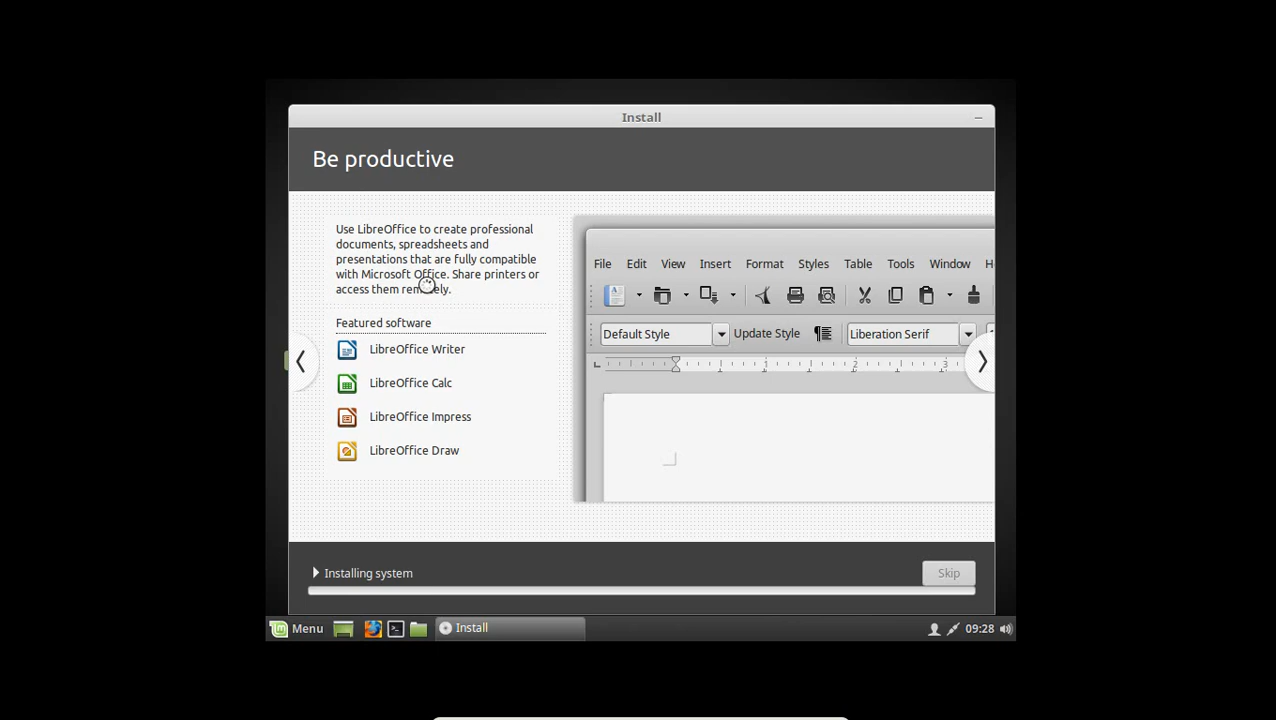 Install
Be productive
Use LibreOffice to create professional
documents, spreadsheets and
presentations that are fully compatible
with Microsoft Office. Share printers or
access them remotely.
Featured software
LibreOffice Writer
LibreOffice Calc
LibreOffice Impress
LibreOffice Draw
File Edit View Insert Format Styles Table Tools Window
Default Style Update Style Liberation Serif
1 2 3
Installing system
Skip
Menu Install 09:28